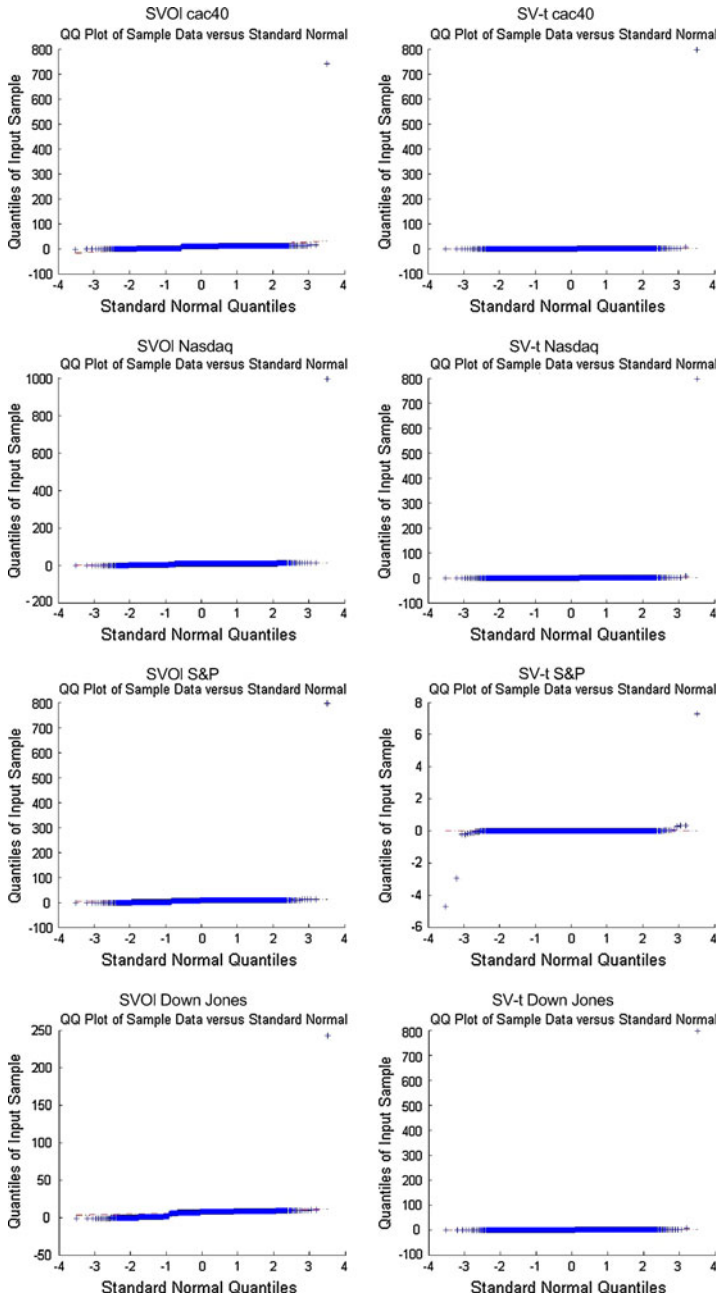 SVOl cac40
QQ Plot of Sample Data versus Standard Normal
Quantiles of Input Sample
800
700
600
500
400
300
200
100
0
-100
-4 -3 -2 -1 0 1 2 3 4
Standard Normal Quantiles
SV-t cac40
QQ Plot of Sample Data versus Standard Normal
Quantiles of Input Sample
800
700
600
500
400
300
200
100
0
-100
-4 -3 -2 -1 0 1 2 3 4
Standard Normal Quantiles
SVOl Nasdaq
QQ Plot of Sample Data versus Standard Normal
Quantiles of Input Sample
1000
800
600
400
200
0
-200
-4 -3 -2 -1 0 1 2 3 4
Standard Normal Quantiles
SV-t Nasdaq
QQ Plot of Sample Data versus Standard Normal
Quantiles of Input Sample
800
700
600
500
400
300
200
100
0
-100
-4 -3 -2 -1 0 1 2 3 4
Standard Normal Quantiles
SVOl S&P
QQ Plot of Sample Data versus Standard Normal
Quantiles of Input Sample
800
700
600
500
400
300
200
100
0
-100
-4 -3 -2 -1 0 1 2 3 4
Standard Normal Quantiles
SV-t S&P
QQ Plot of Sample Data versus Standard Normal
Quantiles of Input Sample
8
6
4
2
0
-2
-4
-6
-4 -3 -2 -1 0 1 2 3 4
Standard Normal Quantiles
SVOl Down Jones
QQ Plot of Sample Data versus Standard Normal
Quantiles of Input Sample
250
200
150
100
50
0
50
-4 -3 -2 -1 0 1 2 3 4
Standard Normal Quantiles
SV-t Down Jones
QQ Plot of Sample Data versus Standard Normal
Quantiles of Input Sample
800
700
600
500
400
300
200
100
0
-100
-4 -3 -2 -1 0 1 2 3 4
Standard Normal Quantiles